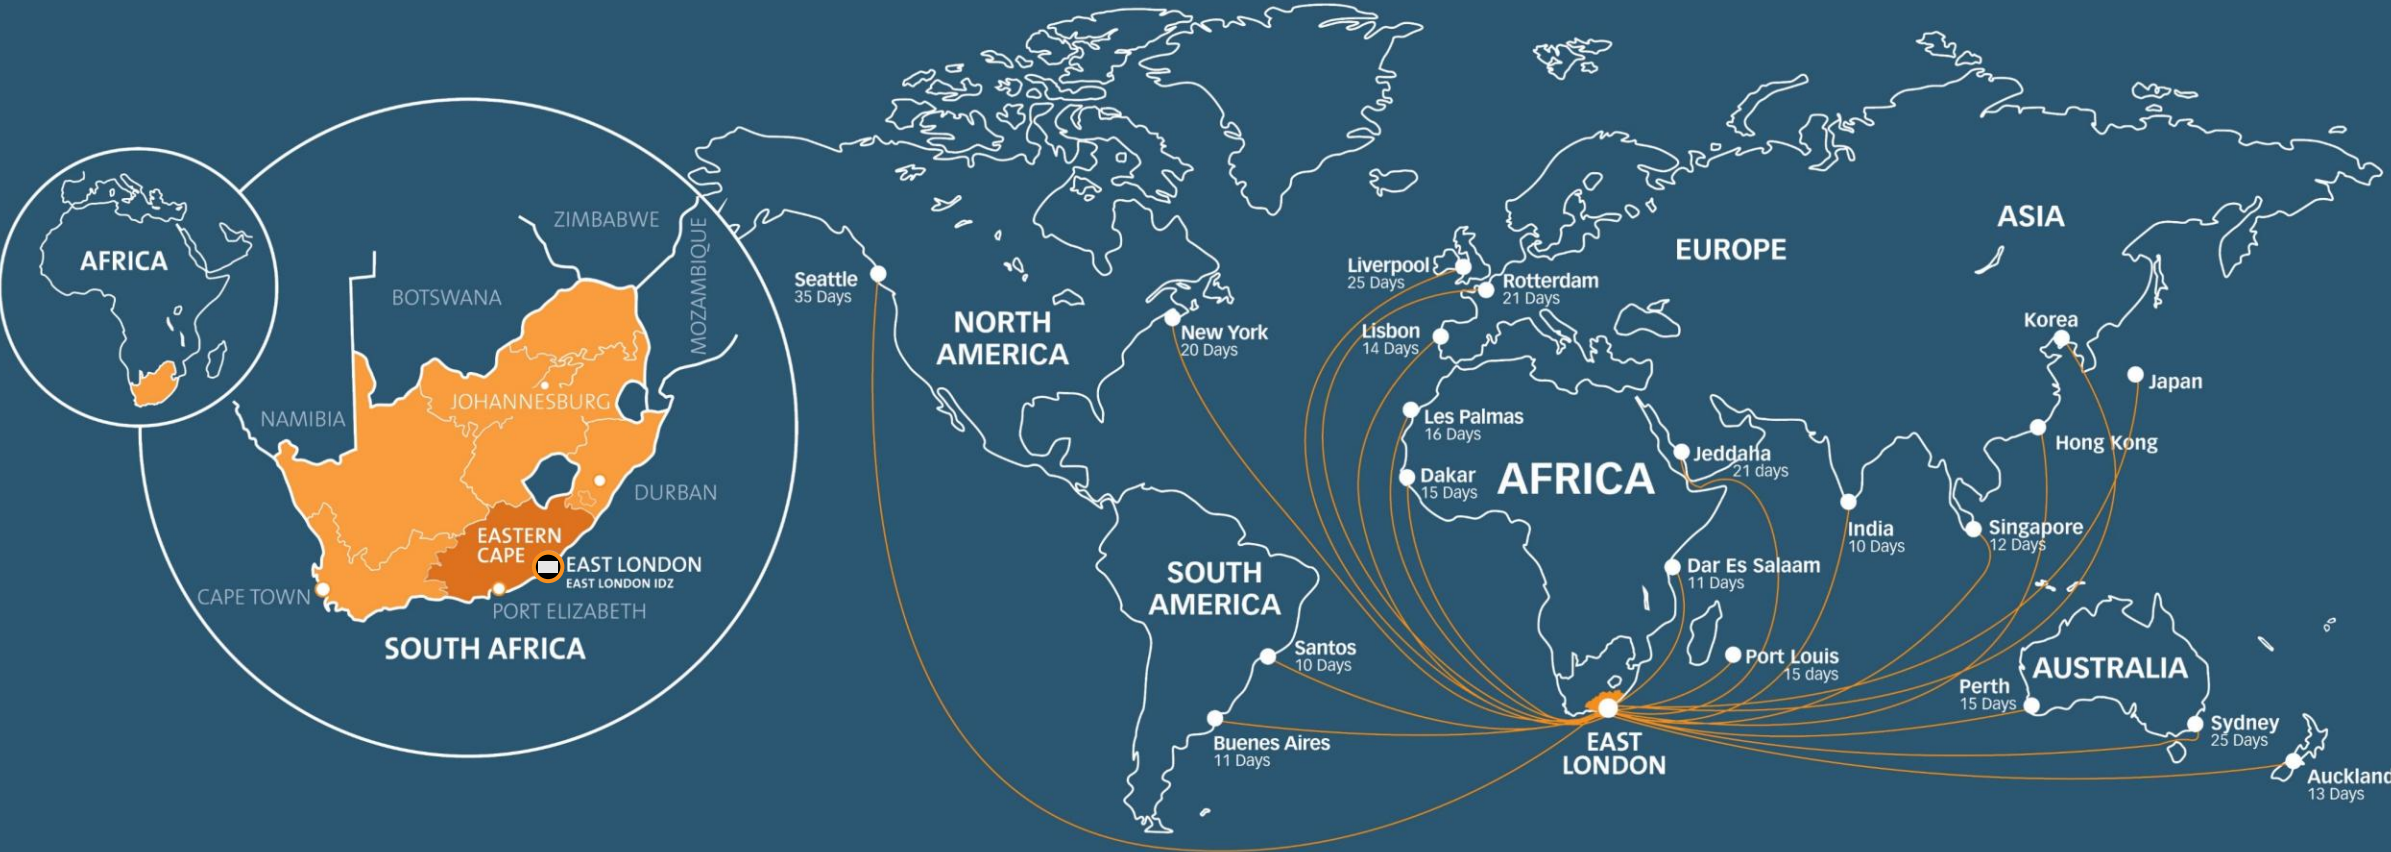 AFRICA
ZIMBABWE
MOZAMBIQUE
BOTSWANA
NAMIBIA
JOHANNESBURG
DURBAN
EASTERN
CAPE
EAST LONDON
EAST LONDON IDZ
CAPE TOWN
PORT ELIZABETH
SOUTH AFRICA
Seattle
35 Days
NORTH
AMERICA
New York
20 Days
SOUTH
AMERICA
Santos
10 Days
Buenes Aires
11 Days
Liverpool
25 Days
Rotterdam
21 Days
Lisbon
14 Days
Les Palmas
16 Days
Dakar
15 Days
AFRICA
EUROPE
ASIA
Jeddaha
21 days
Dar Es Salaam
11 Days
Port Louis
15 days
EAST
LONDON
India
10 Days
Singapore
12 Days
Korea
Japan
Hong Kong
AUSTRALIA
Perth
15 Days
Sydney
25 Days
Auckland
13 Days